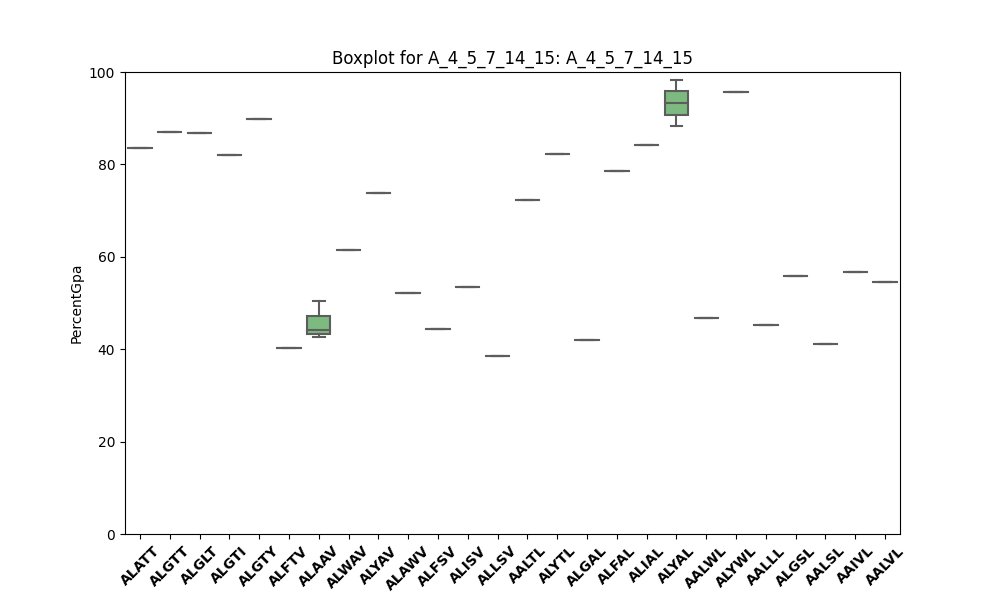 Boxplot for A_4_5_7_14_15: A_4_5_7_14_15
100
80
60
40
20
0
PercentGpa
ALATT
ALGTT
ALGLT
ALGTI
ALGTY
ALFTV
ALAAV
ALWAV
ALYAV
ALAWV
ALFSV
ALISV
ALLSV
AALTL
ALYTL
ALGAL
ALFAL
ALIAL
ALYAL
AALWL
ALYWL
AALLL
ALGSL
AALSL
AAIVL
AALVL